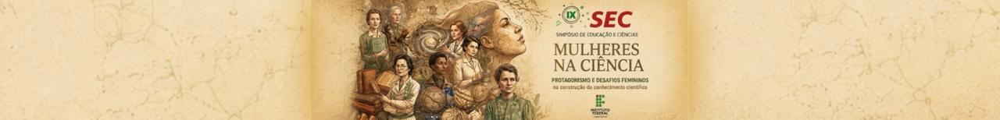 IX SEC
SIMPÓSIO DE EDUCAÇÃO E CIÊNCIAS
MULHERES
NA CIÊNCIA
PROTAGONISMO E DESAFIOS FEMININOS
na construção do conhecimento científico
INSTITUTO
FEDERAL